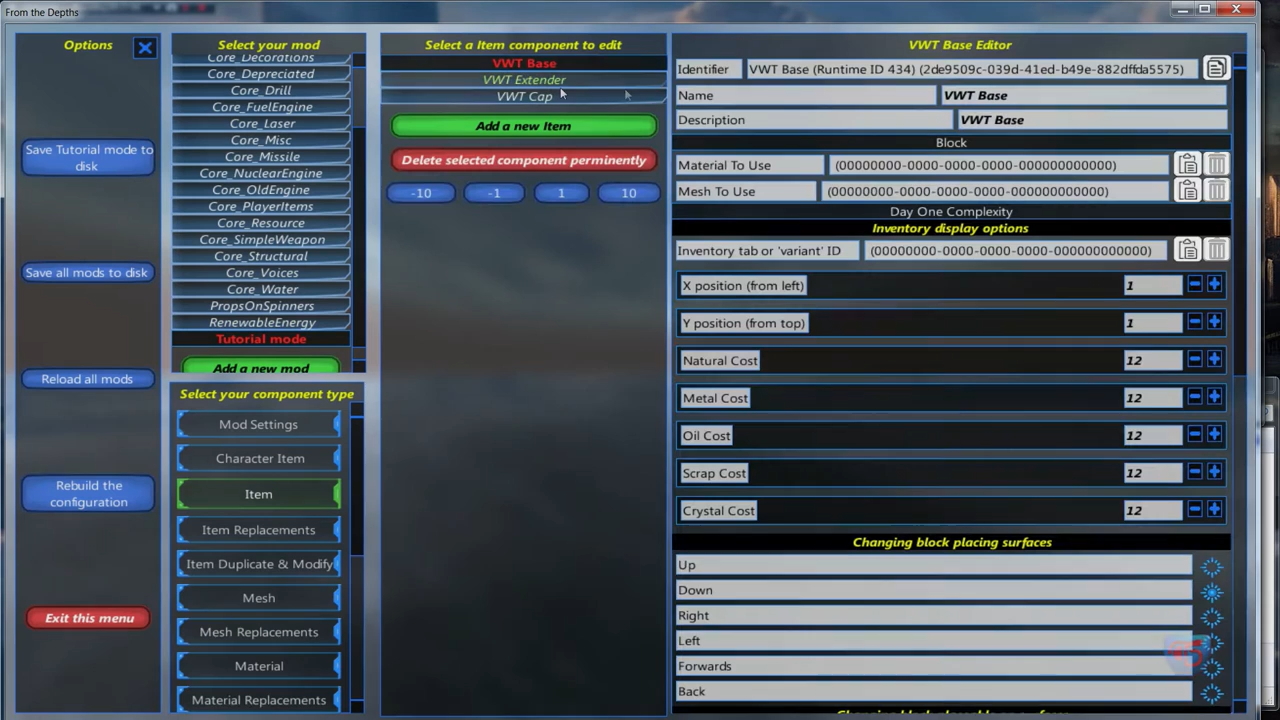 From the Depths
Options
Save Tutorial mode to
disk
Save all mods to disk
Reload all mods
Rebuild the
configuration
Exit this menu
Select your mod
Core_Decorations
Core_Depreciated
Core_Drill
Core_FuelEngine
Core_Laser
Core_Misc
Core_Missile
Core_NuclearEngine
Core_OldEngine
Core_PlayerItems
Core_Resource
Core_SimpleWeapon
Core_Structural
Core_Voices
Core_Water
PropsOnSpinners
RenewableEnergy
Tutorial mode
Add a new mod
Select your component type
Mod Settings
Character Item
Item
Item Replacements
Item Duplicate & Modify
Mesh
Mesh Replacements
Material
Material Replacements
Select a Item component to edit
VWT Base
VWT Extender
VWT Cap
Add a new Item
Delete selected component perminently
-10 -1 1 10
VWT Base Editor
Identifier VWT Base (Runtime ID 434) (2de9509c-039d-41ed-b49e-882dffda5575)
Name VWT Base
Description VWT Base
Block
Material To Use (00000000-0000-0000-0000-000000000000)
Mesh To Use (00000000-0000-0000-0000-000000000000)
Day One Complexity
Inventory display options
Inventory tab or 'variant' ID (00000000-0000-0000-0000-000000000000)
X position (from left) 1
Y position (from top) 1
Natural Cost 12
Metal Cost 12
Oil Cost 12
Scrap Cost 12
Crystal Cost 12
Changing block placing surfaces
Up
Down
Right
Left
Forwards
Back